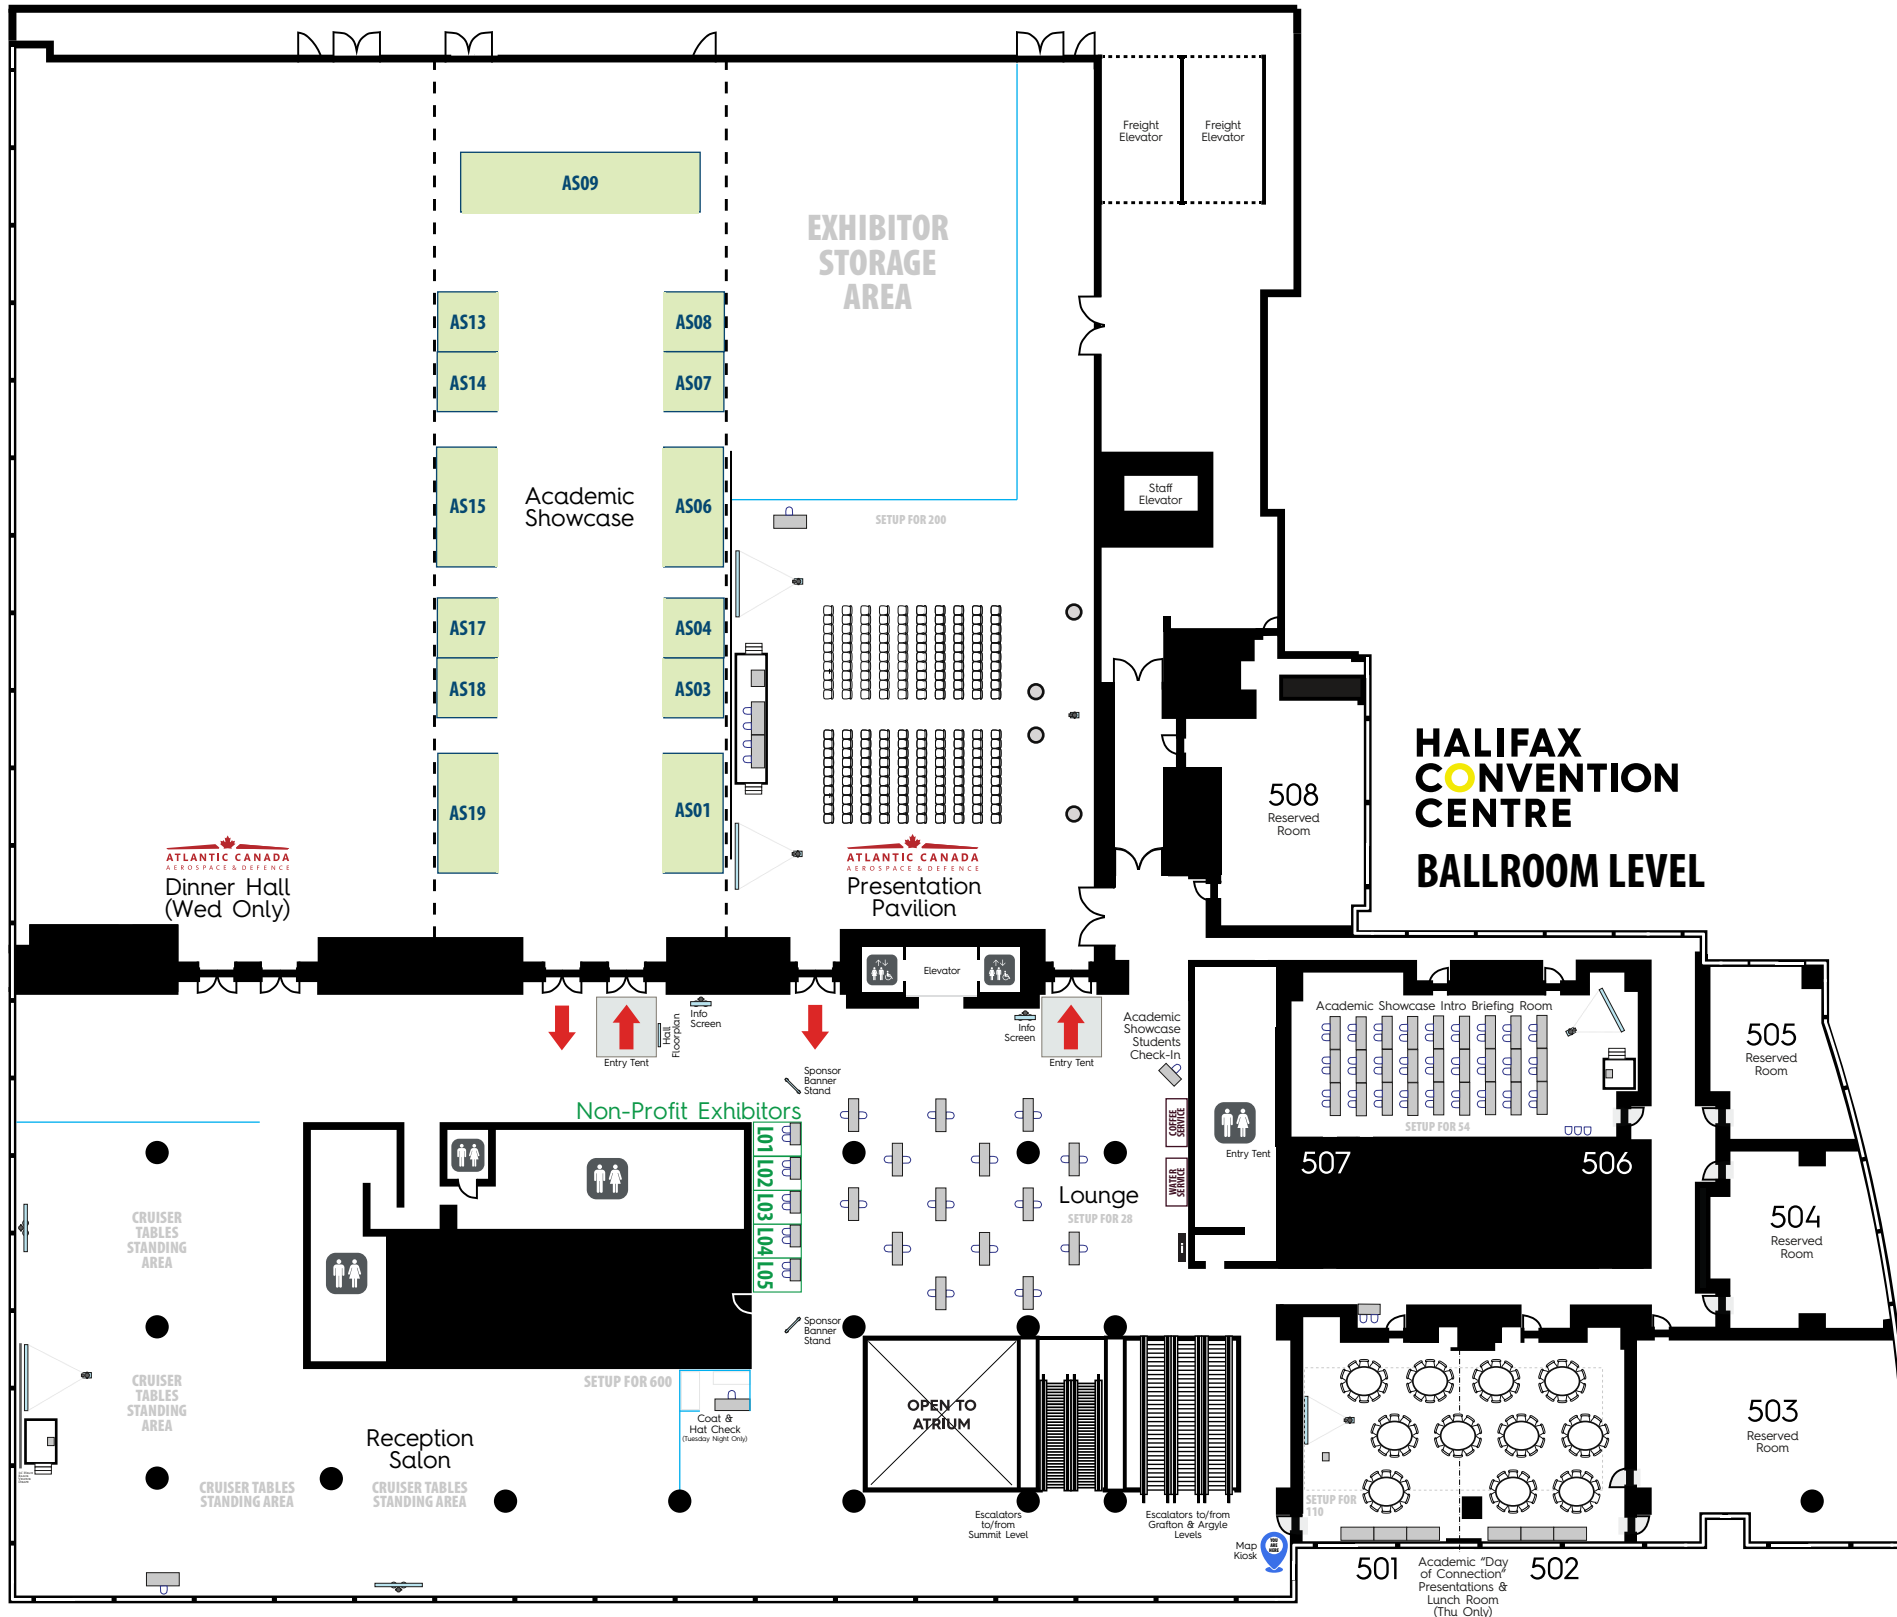 Freight
Elevator
Freight
Elevator
AS09
EXHIBITOR
STORAGE
AREA
AS13
AS08
AS14
AS07
AS15
Academic
Showcase
AS06
SETUP FOR 200
Staff
Elevator
AS17
AS04
AS18
AS03
AS19
AS01
508
Reserved
Room
HALIFAX
CONVENTION
CENTRE
BALLROOM LEVEL
ATLANTIC CANADA
AEROSPACE & DEFENCE
Dinner Hall
(Wed Only)
ATLANTIC CANADA
AEROSPACE & DEFENCE
Presentation
Pavilion
Elevator
Entry Tent
Hall
Floorplan
Info
Screen
Info
Screen
Entry Tent
Academic
Showcase
Students
Check-In
Academic Showcase Intro Briefing Room
SETUP FOR 54
507
506
505
Reserved
Room
Sponsor
Banner
Stand
Non-Profit Exhibitors
L01
L02
L03
L04
L05
COFFEE
SERVICE
WATER
SERVICE
Entry Tent
Lounge
SETUP FOR 28
504
Reserved
Room
CRUISER
TABLES
STANDING
AREA
Sponsor
Banner
Stand
CRUISER
TABLES
STANDING
AREA
SETUP FOR 600
Coat &
Hat Check
(Tuesday Night Only)
OPEN TO
ATRIUM
503
Reserved
Room
Reception
Salon
CRUISER TABLES
STANDING AREA
CRUISER TABLES
STANDING AREA
SETUP FOR
110
Escalators
to/from
Summit Level
Escalators to/from
Grafton & Argyle
Levels
Map
Kiosk
YOU
ARE
HERE
501
Academic "Day
of Connection"
Presentations &
Lunch Room
(Thu Only)
502